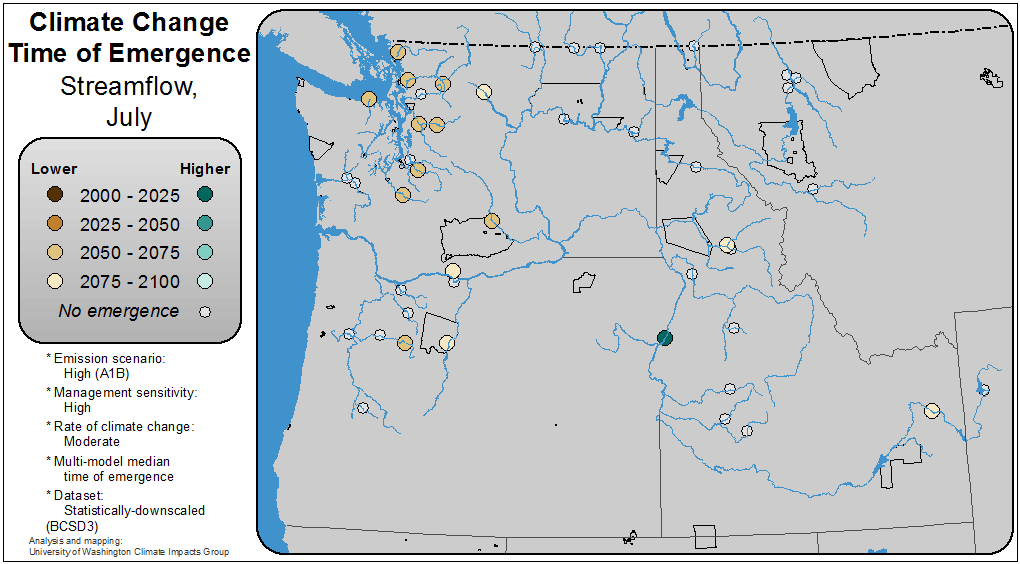 Climate Change
Time of Emergence
Streamflow,
July
Lower Higher
2000 - 2025
2025 - 2050
2050 - 2075
2075 - 2100
No emergence
* Emission scenario:
High (A1B)
* Management sensitivity:
High
* Rate of climate change:
Moderate
* Multi-model median
time of emergence
* Dataset:
Statistically-downscaled
(BCSD3)
Analysis and mapping:
University of Washington Climate Impacts Group